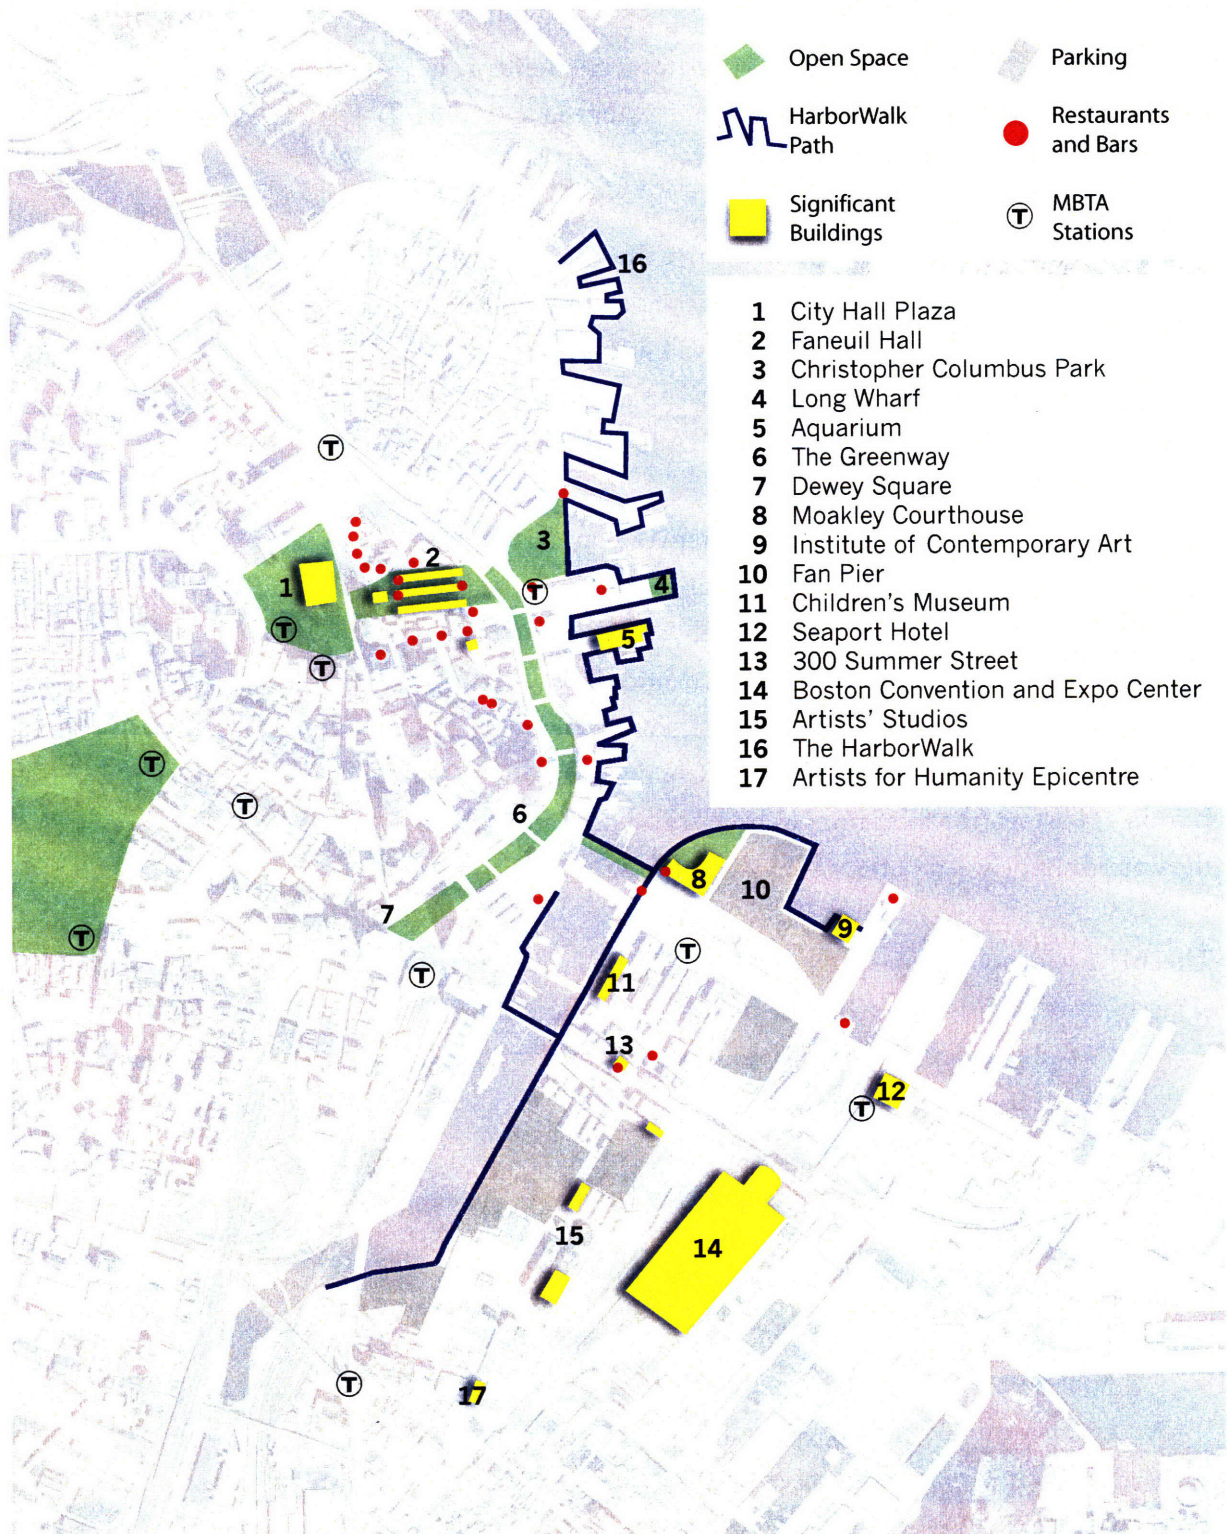 Open Space
Parking
HarborWalk
Path
Restaurants
and Bars
Significant
Buildings
T
MBTA
Stations
16
1 City Hall Plaza
2 Faneuil Hall
3 Christopher Columbus Park
4 Long Wharf
5 Aquarium
6 The Greenway
7 Dewey Square
8 Moakley Courthouse
9 Institute of Contemporary Art
10 Fan Pier
11 Children's Museum
12 Seaport Hotel
13 300 Summer Street
14 Boston Convention and Expo Center
15 Artists' Studios
16 The HarborWalk
17 Artists for Humanity Epicentre
T
3
2
1
T
4
T
5
T
T
T
6
8
10
7
9
T
T
T
11
13
12
T
15
14
T
17